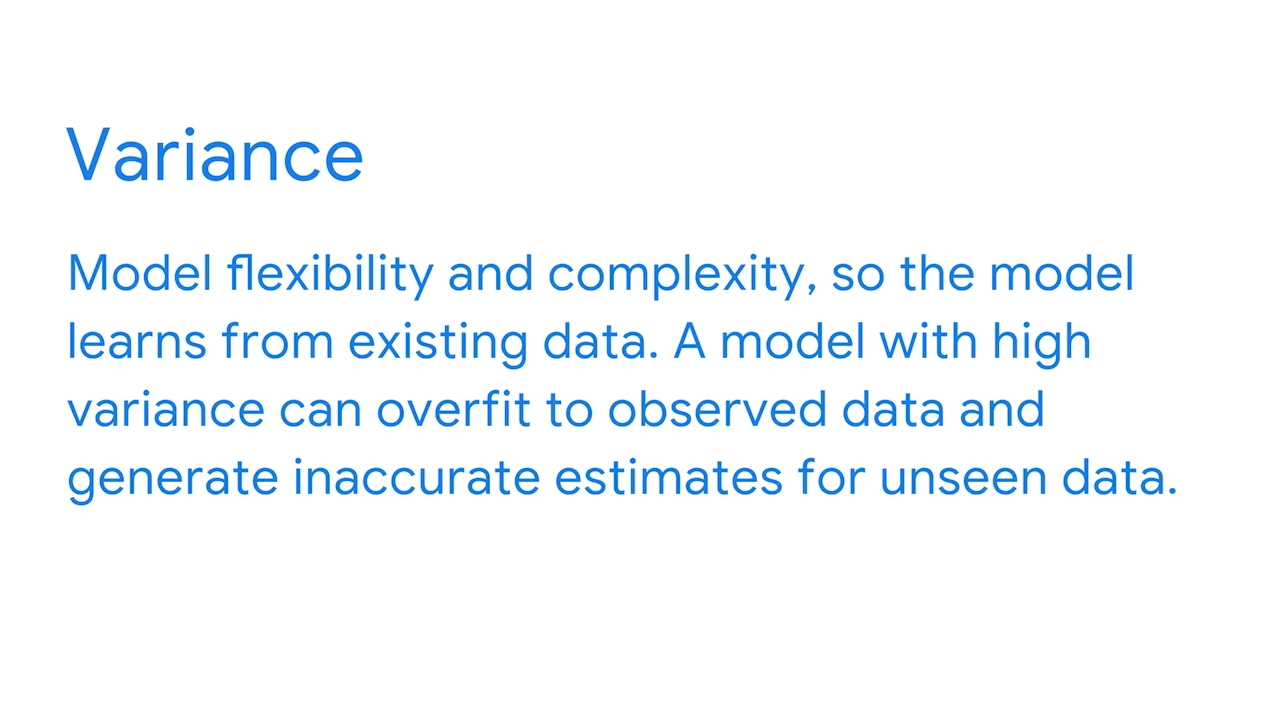 Variance
Model flexibility and complexity, so the model
learns from existing data. A model with high
variance can overfit to observed data and
generate inaccurate estimates for unseen data.